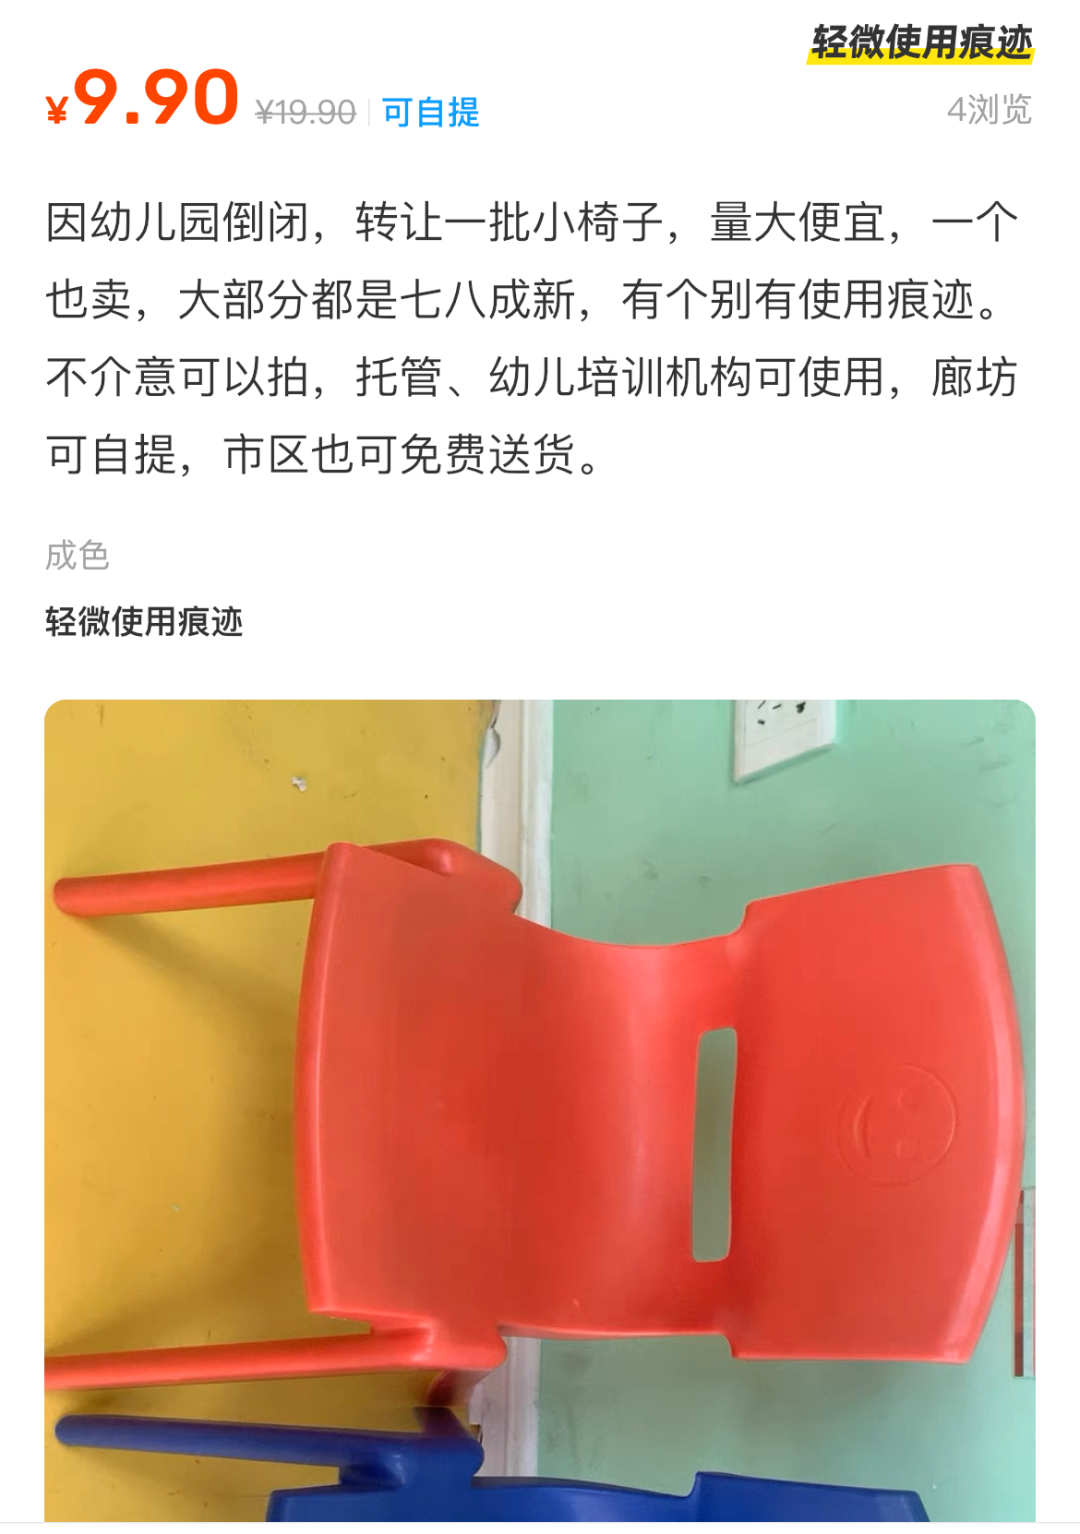 轻微使用痕迹
¥9.90 ¥19.90 可自提 4浏览
因幼儿园倒闭，转让一批小椅子，量大便宜，一个
也卖，大部分都是七八成新，有个别有使用痕迹。
不介意可以拍，托管、幼儿培训机构可使用，廊坊
可自提，市区也可免费送货。
成色
轻微使用痕迹